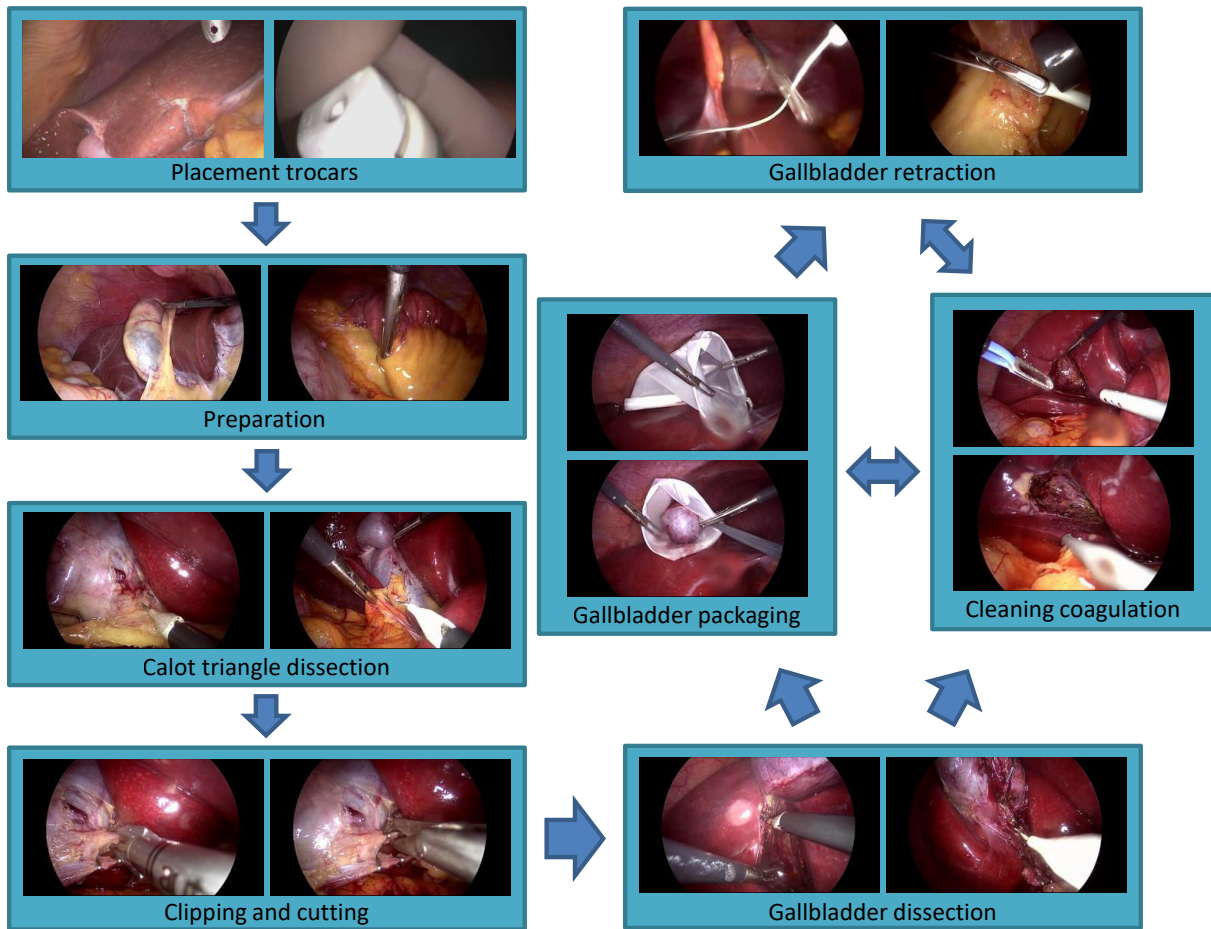 Placement trocars
Preparation
Calot triangle dissection
Clipping and cutting
Gallbladder dissection
Gallbladder packaging
Cleaning coagulation
Gallbladder retraction